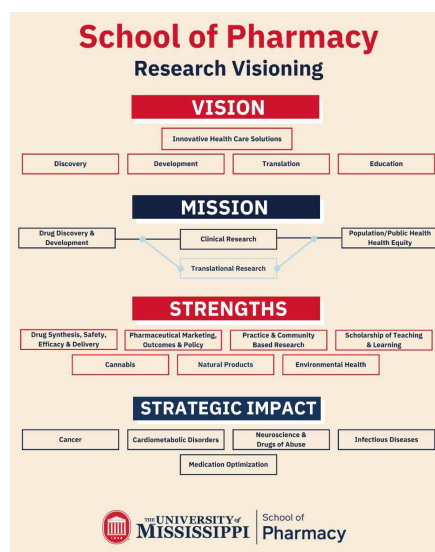 School of Pharmacy
Research Visioning
VISION
Innovative Health Care Solutions
Discovery
Development
Translation
Education
MISSION
Drug Discovery &
Development
Clinical Research
Population/Public Health
Health Equity
Translational Research
STRENGTHS
Drug Synthesis, Safety,
Efficacy & Delivery
Pharmaceutical Marketing,
Outcomes & Policy
Practice & Community
Based Research
Scholarship of Teaching
& Learning
Cannabis
Natural Products
Environmental Health
STRATEGIC IMPACT
Cancer
Cardiometabolic Disorders
Neuroscience &
Drugs of Abuse
Infectious Diseases
Medication Optimization
THE UNIVERSITY of
MISSISSIPPI
School of
Pharmacy